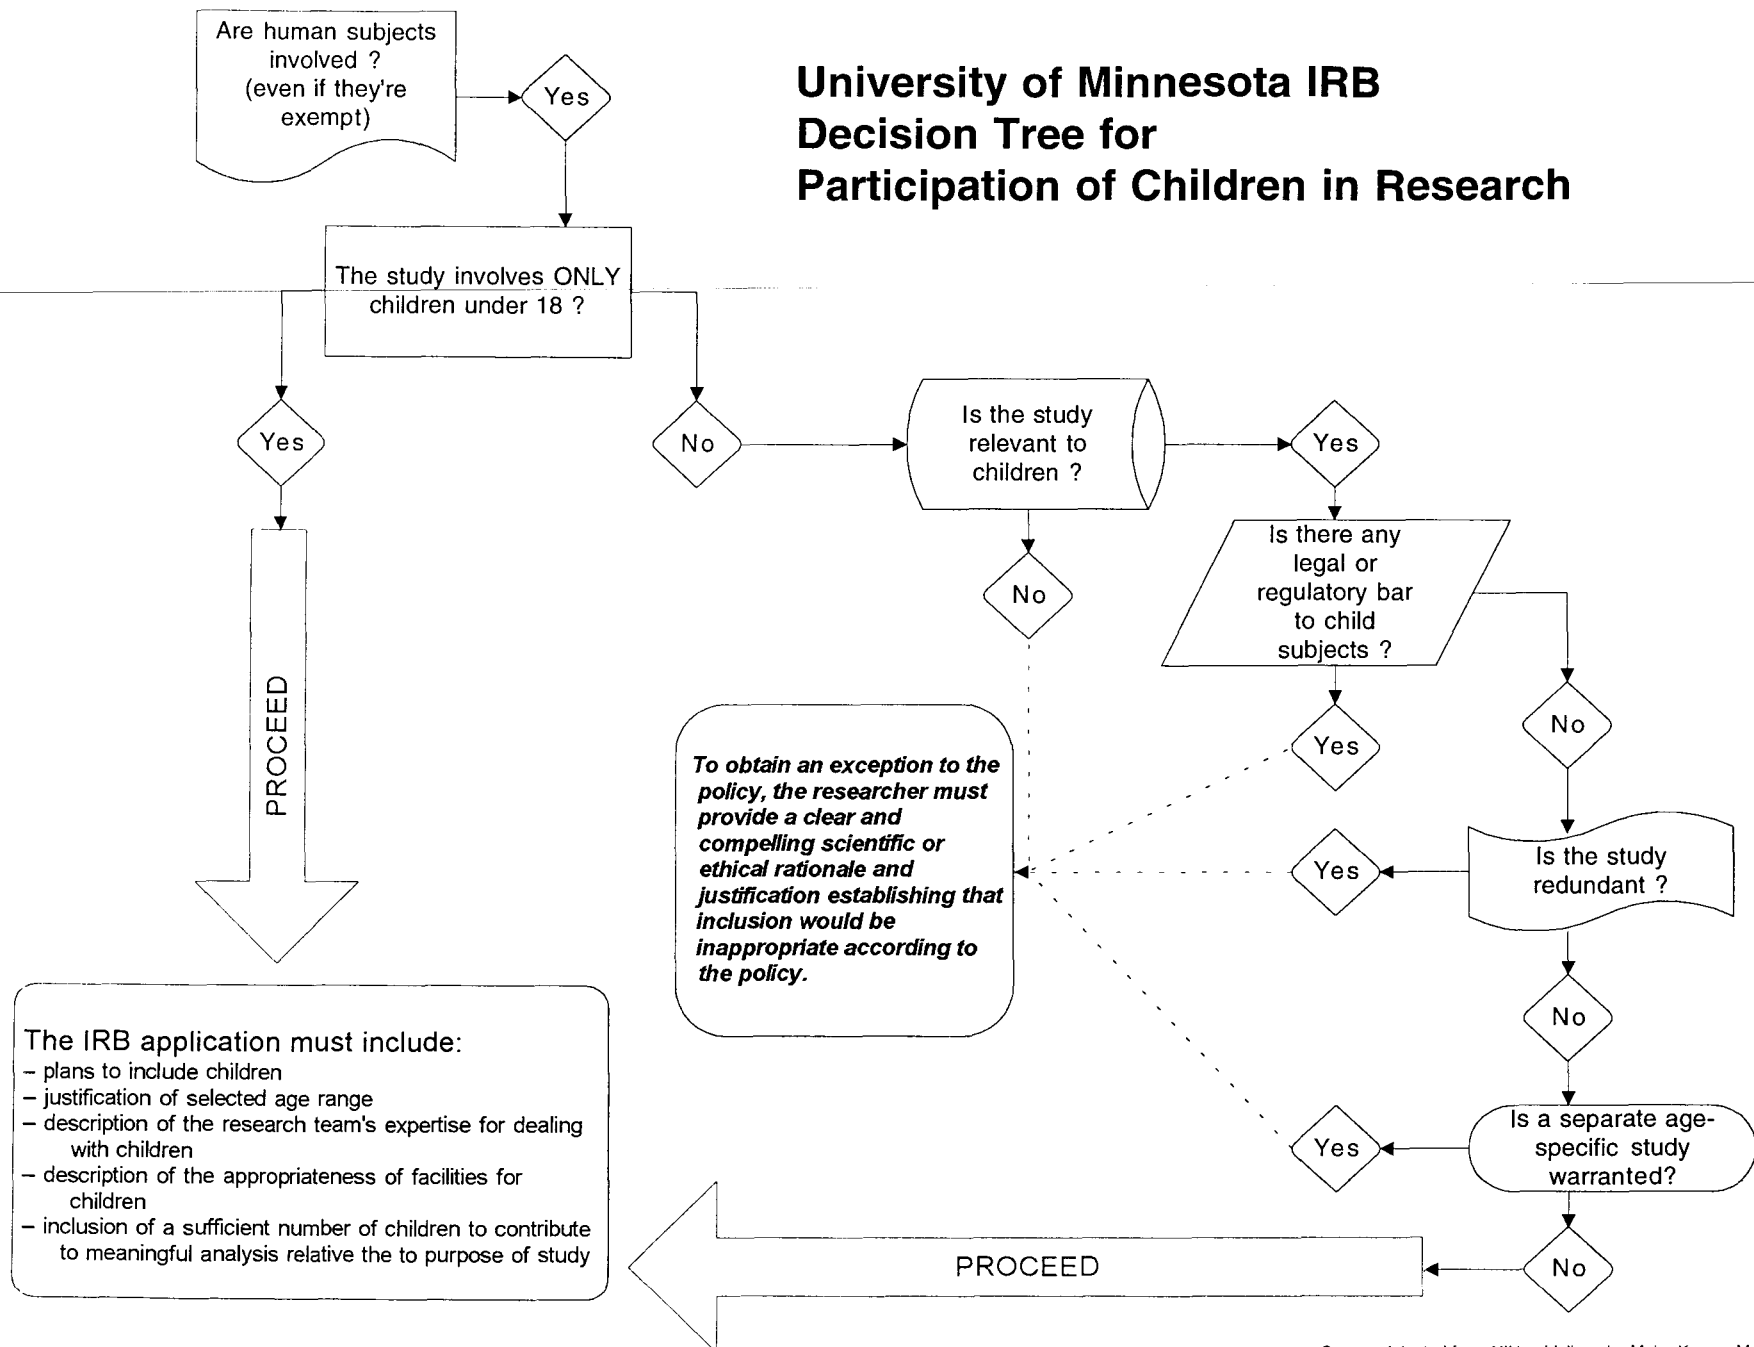 Are human subjects
involved ?
(even if they're
exempt)
Yes
University of Minnesota IRB
Decision Tree for
Participation of Children in Research
The study involves ONLY
children under 18 ?
Yes
No
Is the study
relevant to
children ?
Yes
No
Is there any
legal or
regulatory bar
to child
subjects ?
Yes
No
PROCEED
To obtain an exception to the
policy, the researcher must
provide a clear and
compelling scientific or
ethical rationale and
justification establishing that
inclusion would be
inappropriate according to
the policy.
Yes
Is the study
redundant ?
No
The IRB application must include:
– plans to include children
– justification of selected age range
– description of the research team's expertise for dealing
with children
– description of the appropriateness of facilities for
children
– inclusion of a sufficient number of children to contribute
to meaningful analysis relative the to purpose of study
Yes
Is a separate age-
specific study
warranted?
PROCEED
No